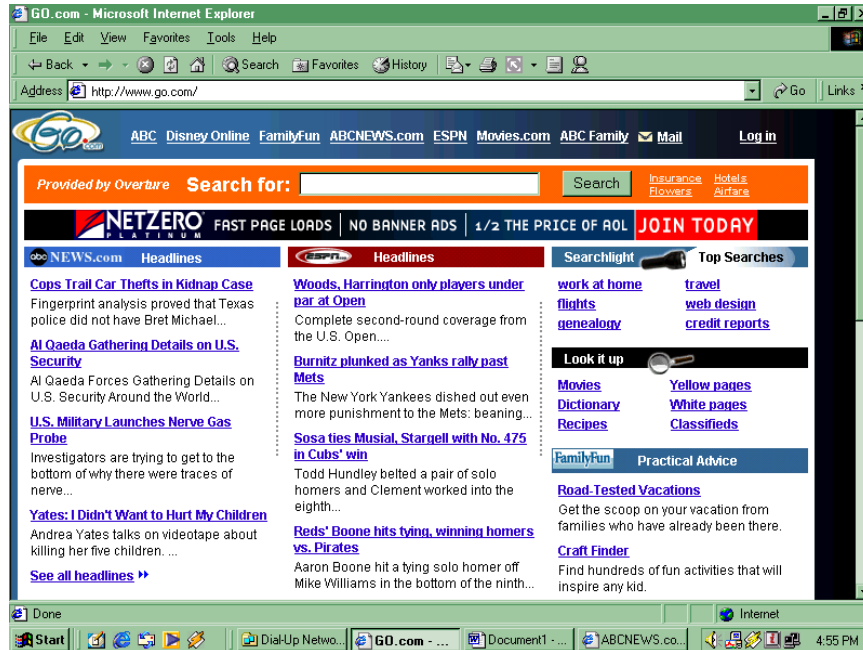 GO.com - Microsoft Internet Explorer
File Edit View Favorites Tools Help
Back Search Favorites History
Address http://www.go.com/ Go Links
Go.com
ABC Disney Online FamilyFun ABCNEWS.com ESPN Movies.com ABC Family Mail Log in
Provided by Overture Search for: Search
Insurance Hotels
Flowers Airfare
NETZERO FAST PAGE LOADS | NO BANNER ADS | 1/2 THE PRICE OF AOL JOIN TODAY
PLATINUM
abc NEWS.com Headlines
Cops Trail Car Thefts in Kidnap Case
Fingerprint analysis proved that Texas
police did not have Bret Michael...
Al Qaeda Gathering Details on U.S.
Security
Al Qaeda Forces Gathering Details on
U.S. Security Around the World...
U.S. Military Launches Nerve Gas
Probe
Investigators are trying to get to the
bottom of why there were traces of
nerve...
Yates: I Didn't Want to Hurt My Children
Andrea Yates talks on videotape about
killing her five children. ...
See all headlines
ESPN Headlines
Woods, Harrington only players under
par at Open
Complete second-round coverage from
the U.S. Open....
Burnitz plunked as Yanks rally past
Mets
The New York Yankees dished out even
more punishment to the Mets: beaning...
Sosa ties Musial, Stargell with No. 475
in Cubs' win
Todd Hundley belted a pair of solo
homers and Clement worked into the
eighth...
Reds' Boone hits tying, winning homers
vs. Pirates
Aaron Boone hit a tying solo homer off
Mike Williams in the bottom of the ninth...
Searchlight Top Searches
work at home travel
flights web design
genealogy credit reports
Look it up
Movies Yellow pages
Dictionary White pages
Recipes Classifieds
FamilyFun Practical Advice
Road-Tested Vacations
Get the scoop on your vacation from
families who have already been there.
Craft Finder
Find hundreds of fun activities that will
inspire any kid.
Done Internet
Start Dial-Up Netwo... GO.com - ... Document1 - ... ABCNEWS.co... 4:55 PM